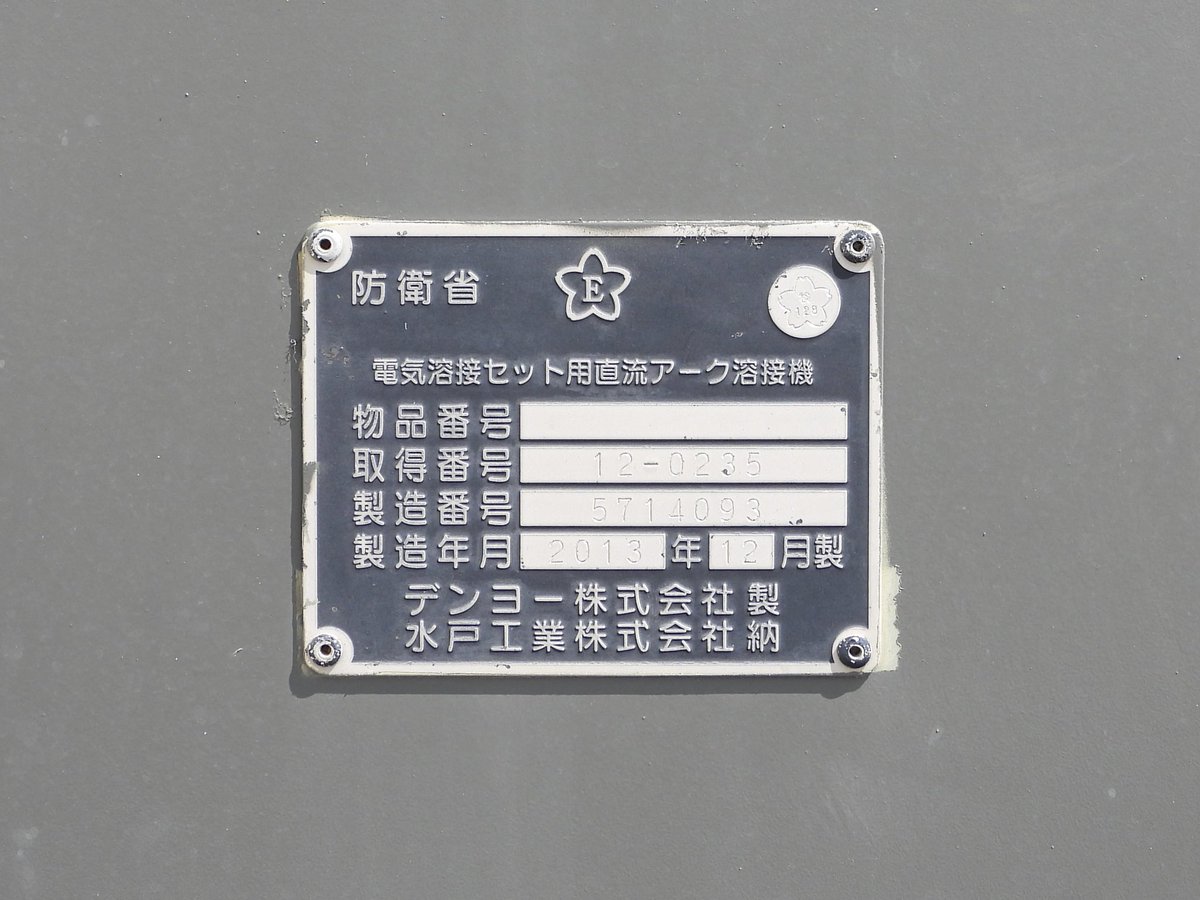 防衛省 E
128
電気溶接セット用直流アーク溶接機
物品番号
取得番号 12-0235
製造番号 5714093
製造年月 2013 年 12 月製
デンヨー株式会社製
水戸工業株式会社納